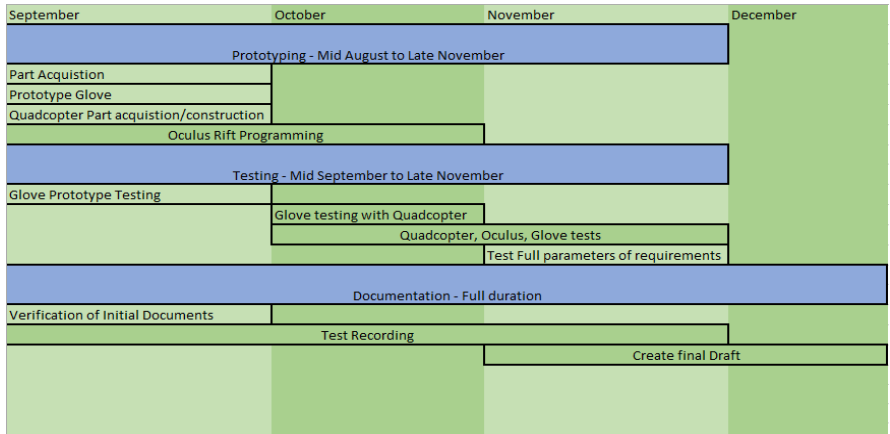 September October November December
Prototyping - Mid August to Late November
Part Acquistion
Prototype Glove
Quadcopter Part acquistion/construction
Oculus Rift Programming
Testing - Mid September to Late November
Glove Prototype Testing
Glove testing with Quadcopter
Quadcopter, Oculus, Glove tests
Test Full parameters of requirements
Documentation - Full duration
Verification of Initial Documents
Test Recording
Create final Draft